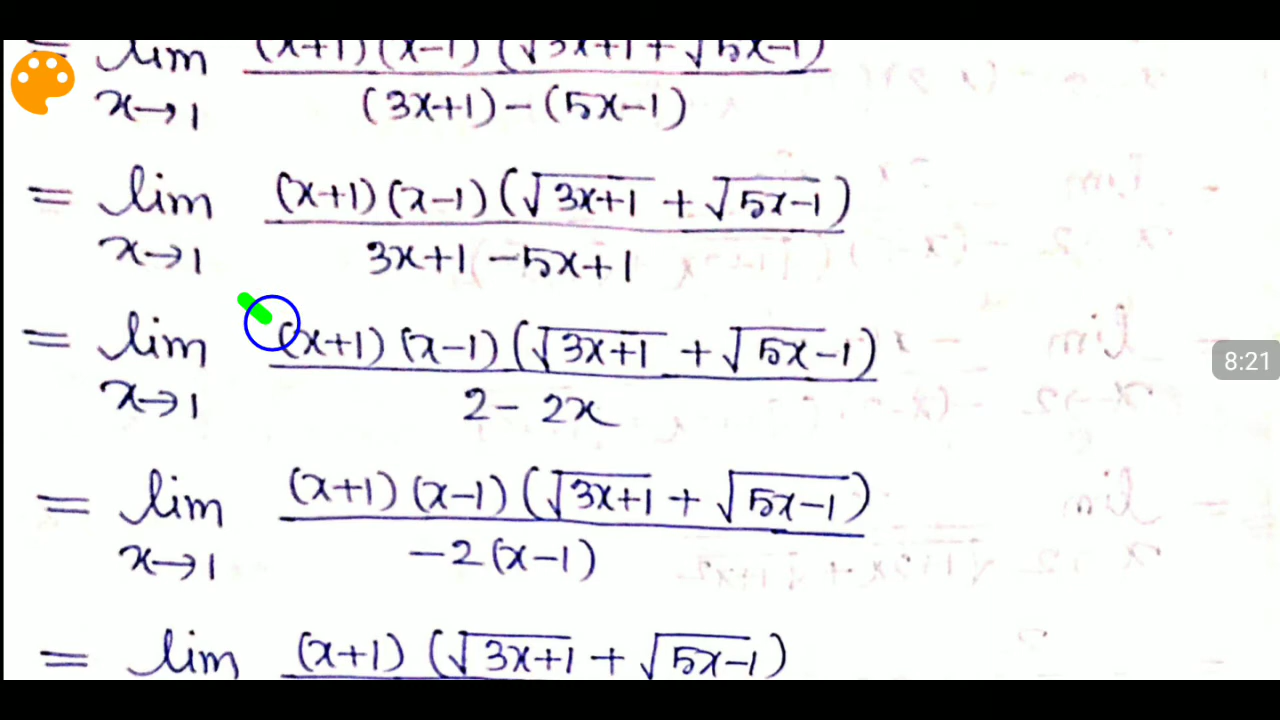 = lim (x+1)(x-1)(√3x+1 + √5x-1)
x→1 (3x+1)-(5x-1)
= lim (x+1)(x-1)(√3x+1 + √5x-1)
x→1 3x+1 -5x+1
= lim (x+1)(x-1)(√3x+1 + √5x-1)
x→1 2-2x
8:21
= lim (x+1)(x-1)(√3x+1 + √5x-1)
x→1 -2(x-1)
= lim (x+1)(√3x+1 + √5x-1)